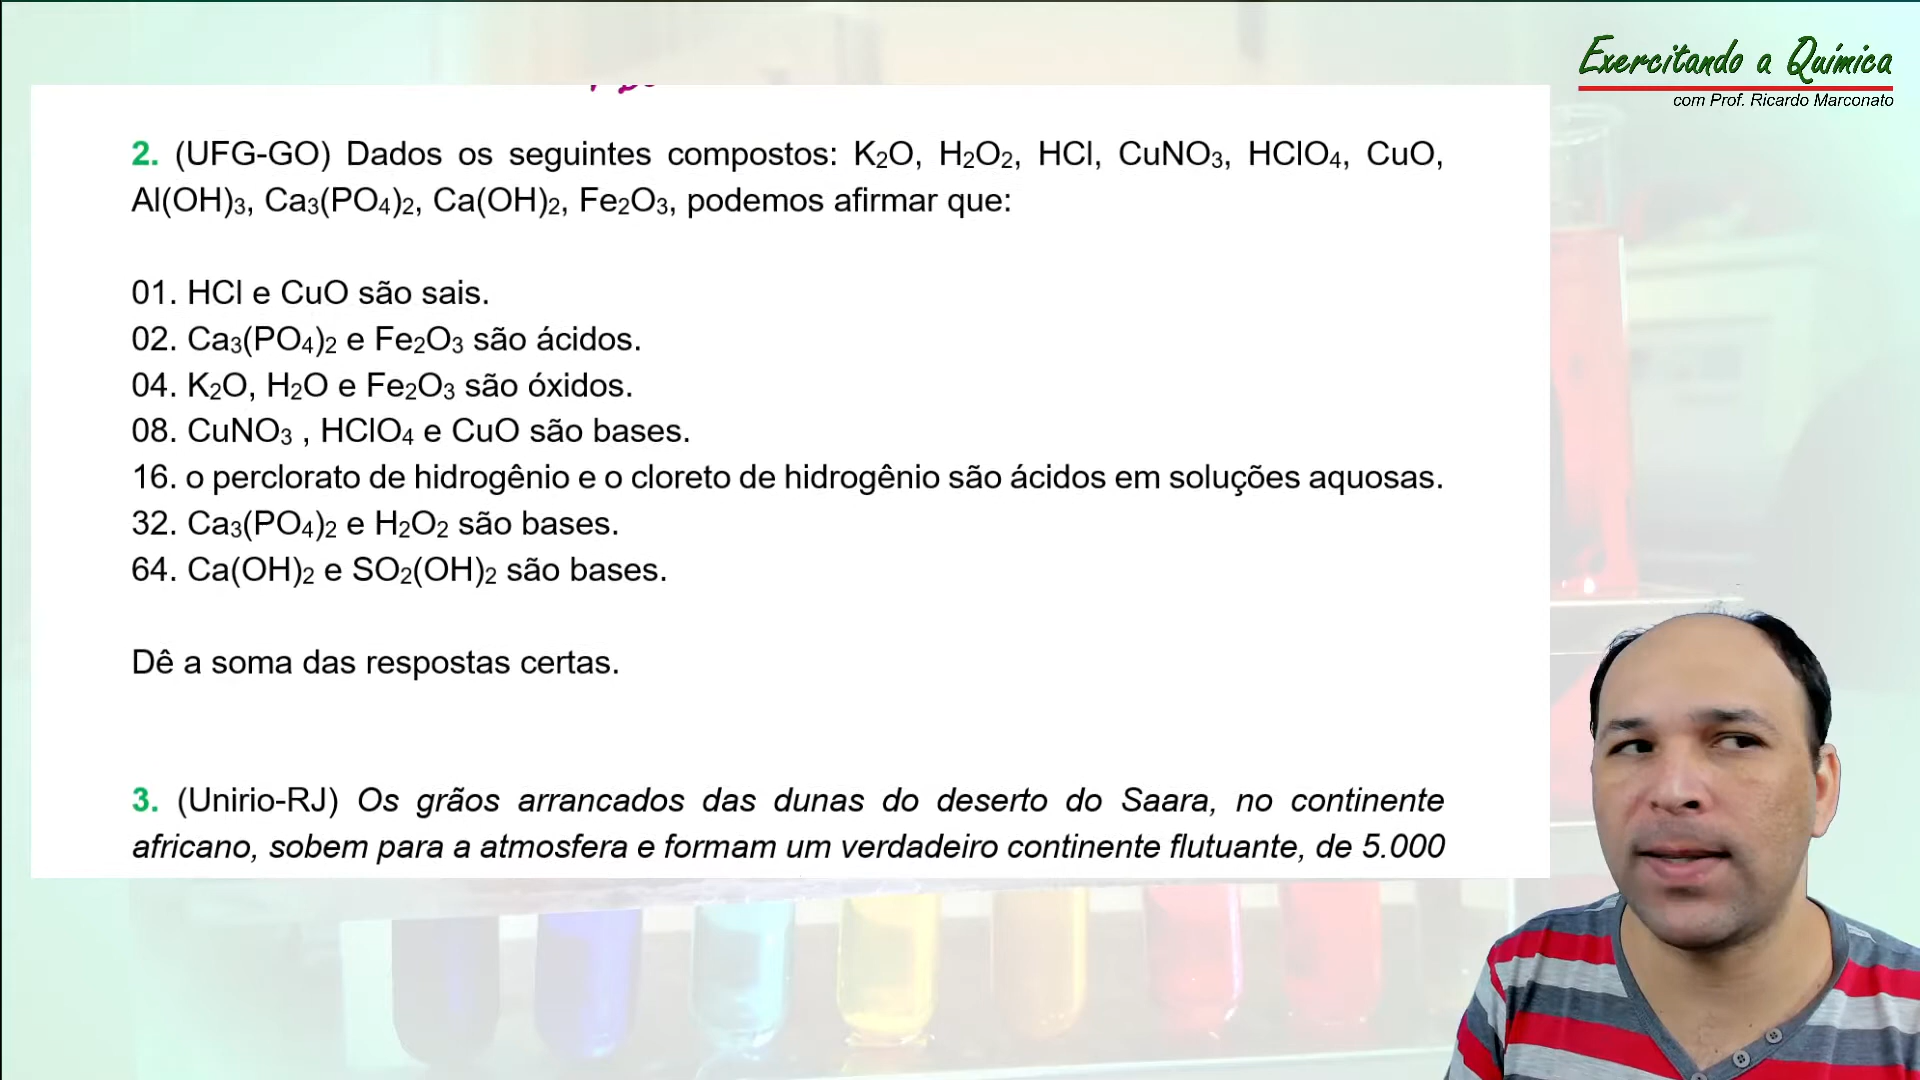 Exercitando a Química
com Prof. Ricardo Marconato
2. (UFG-GO) Dados os seguintes compostos: K₂O, H₂O₂, HCl, CuNO₃, HClO₄, CuO,
Al(OH)₃, Ca₃(PO₄)₂, Ca(OH)₂, Fe₂O₃, podemos afirmar que:
01. HCl e CuO são sais.
02. Ca₃(PO₄)₂ e Fe₂O₃ são ácidos.
04. K₂O, H₂O e Fe₂O₃ são óxidos.
08. CuNO₃ , HClO₄ e CuO são bases.
16. o perclorato de hidrogênio e o cloreto de hidrogênio são ácidos em soluções aquosas.
32. Ca₃(PO₄)₂ e H₂O₂ são bases.
64. Ca(OH)₂ e SO₂(OH)₂ são bases.
Dê a soma das respostas certas.
3. (Unirio-RJ) Os grãos arrancados das dunas do deserto do Saara, no continente
africano, sobem para a atmosfera e formam um verdadeiro continente flutuante, de 5.000